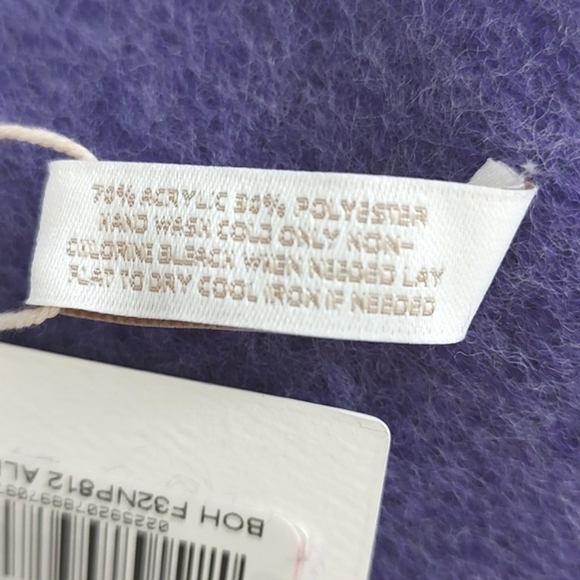 70% ACRYLIC 30% POLYESTER
HAND WASH COLD ONLY NON-
COLORINE BLEACH WHEN NEEDED LAY
FLAT TO DRY COOL IRON IF NEEDED
BOH F32NP812